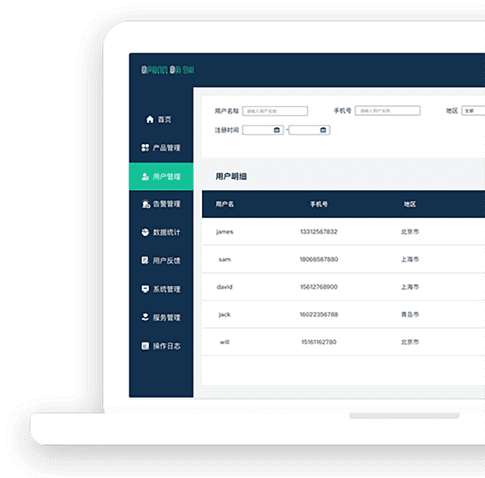 用户名称 请输入用户名称 手机号 请输入用户名称 地区 全部
注册时间 -
首页
产品管理
用户管理
告警管理
数据统计
用户反馈
系统管理
服务管理
操作日志
用户明细
用户名 手机号 地区
james 13312567832 北京市
sam 18066587880 上海市
david 15612768900 上海市
jack 16022356788 青岛市
will 15161162780 北京市